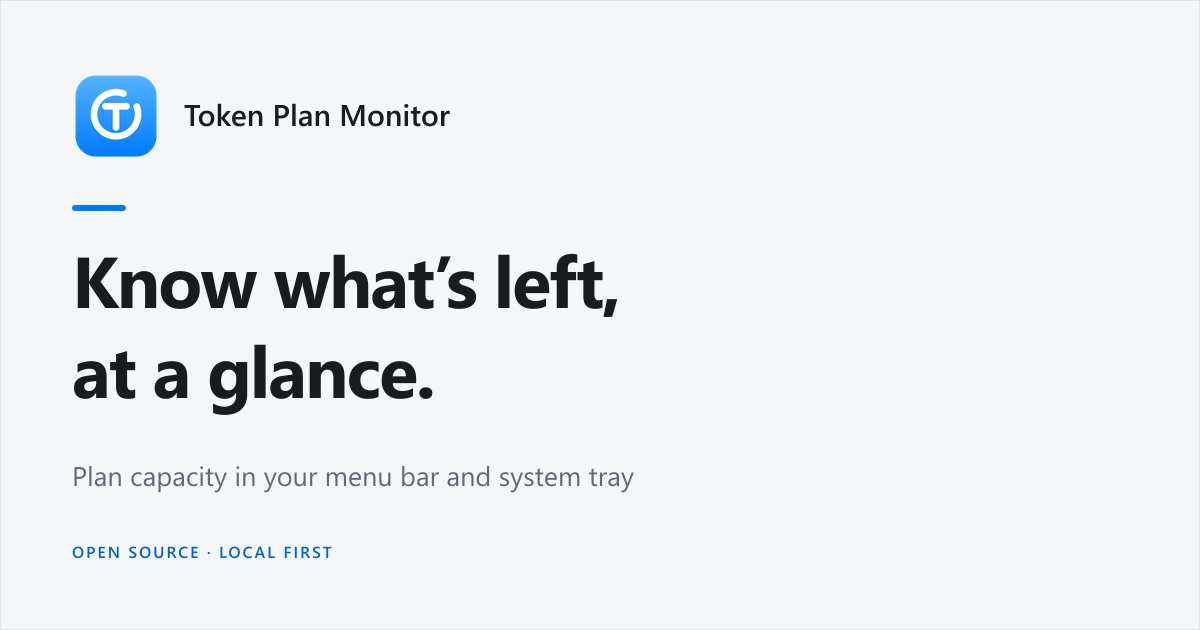 Token Plan Monitor
Know what’s left,
at a glance.
Plan capacity in your menu bar and system tray
OPEN SOURCE · LOCAL FIRST